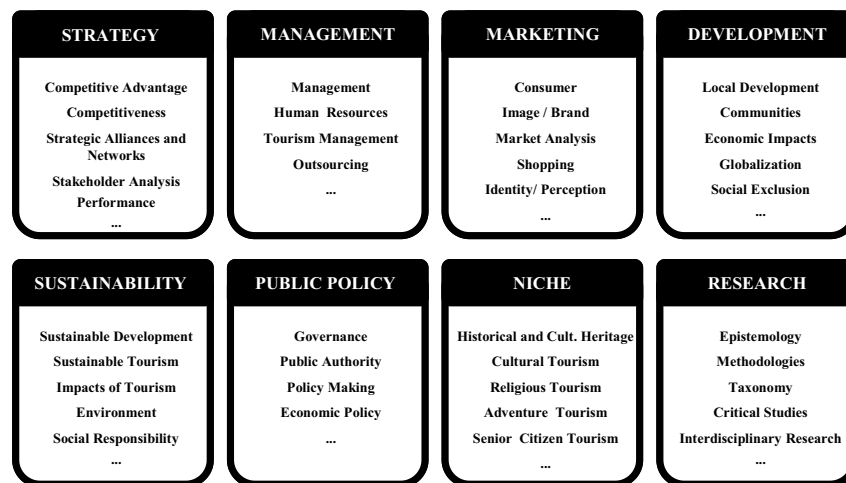 STRATEGY
Competitive Advantage
Competitiveness
Strategic Alliances and
Networks
Stakeholder Analysis
Performance
...
MANAGEMENT
Management
Human Resources
Tourism Management
Outsourcing
...
MARKETING
Consumer
Image / Brand
Market Analysis
Shopping
Identity/ Perception
...
DEVELOPMENT
Local Development
Communities
Economic Impacts
Globalization
Social Exclusion
...
SUSTAINABILITY
Sustainable Development
Sustainable Tourism
Impacts of Tourism
Environment
Social Responsibility
...
PUBLIC POLICY
Governance
Public Authority
Policy Making
Economic Policy
...
NICHE
Historical and Cult. Heritage
Cultural Tourism
Religious Tourism
Adventure Tourism
Senior Citizen Tourism
...
RESEARCH
Epistemology
Methodologies
Taxonomy
Critical Studies
Interdisciplinary Research
...